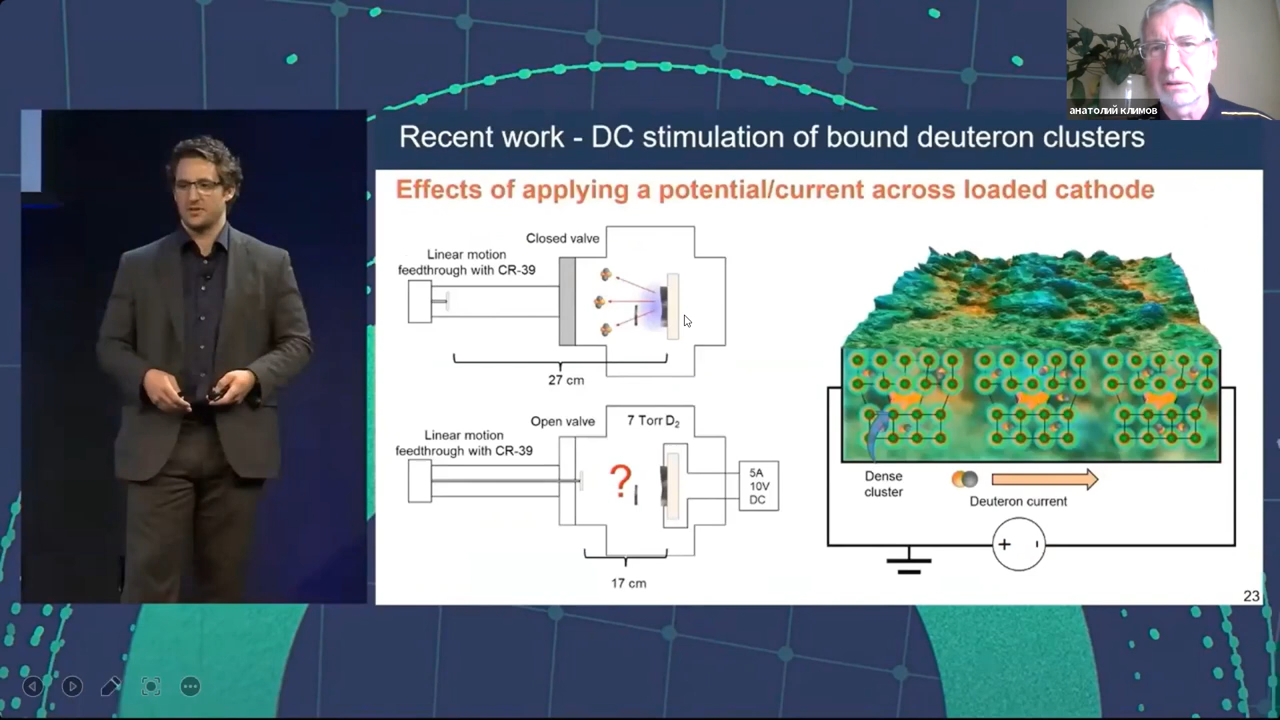 анатолий климов
Recent work - DC stimulation of bound deuteron clusters
Effects of applying a potential/current across loaded cathode
Closed valve
Linear motion
feedthrough with CR-39
27 cm
Open valve
7 Torr D₂
Linear motion
feedthrough with CR-39
?
5A
10V
DC
17 cm
Dense
cluster
Deuteron current
+
-
23